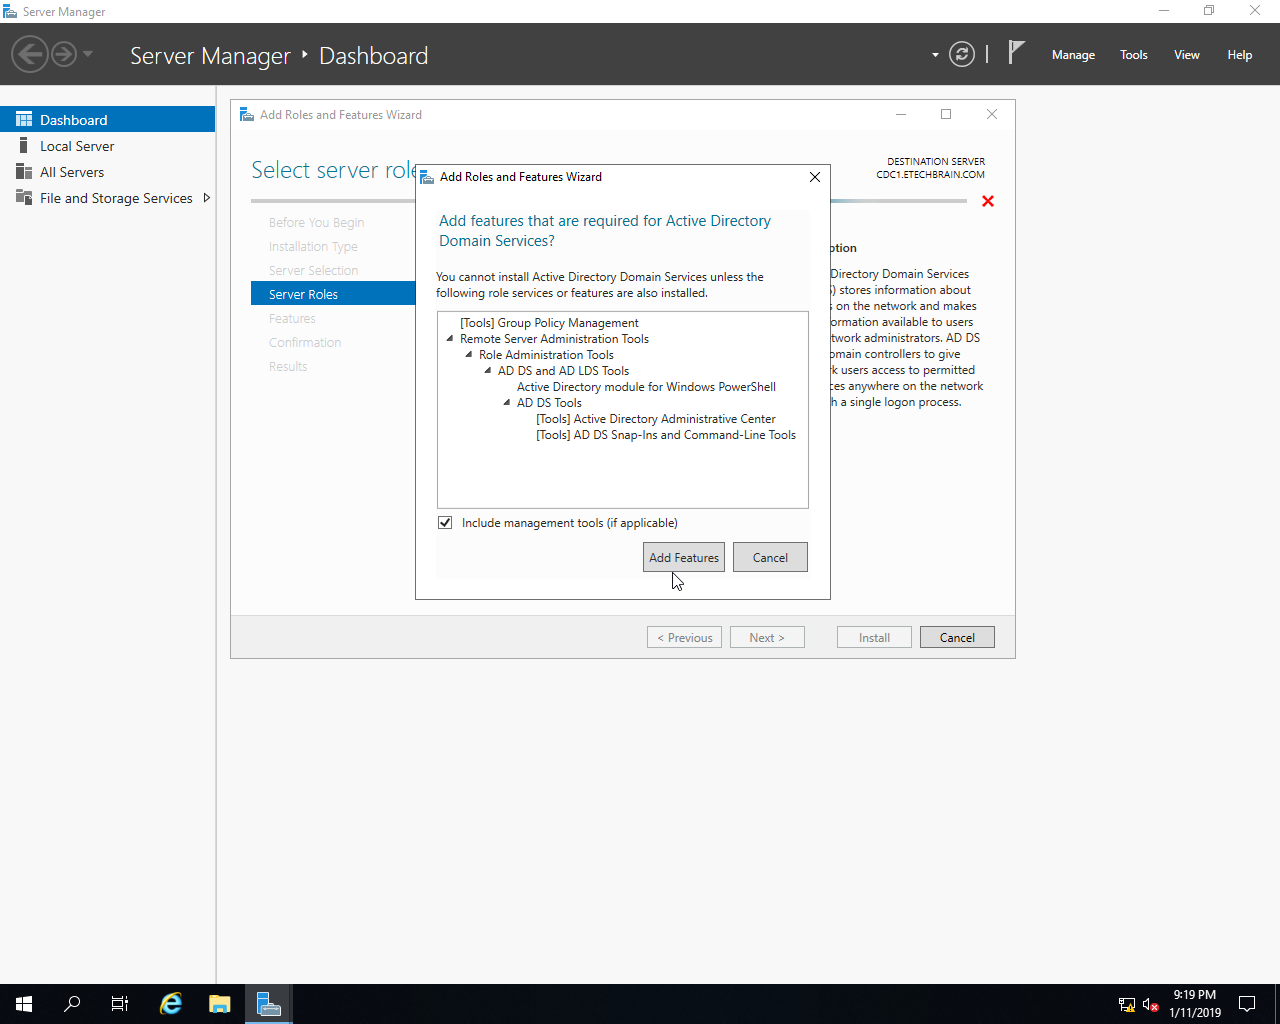 Server Manager
Server Manager ‣ Dashboard
Manage
Tools
View
Help
Dashboard
Local Server
All Servers
File and Storage Services
Add Roles and Features Wizard
Select server role
DESTINATION SERVER
CDC1.ETECHBRAIN.COM
Before You Begin
Installation Type
Server Selection
Server Roles
Features
Confirmation
Results
Add Roles and Features Wizard
Add features that are required for Active Directory
Domain Services?
You cannot install Active Directory Domain Services unless the
following role services or features are also installed.
[Tools] Group Policy Management
Remote Server Administration Tools
Role Administration Tools
AD DS and AD LDS Tools
Active Directory module for Windows PowerShell
AD DS Tools
[Tools] Active Directory Administrative Center
[Tools] AD DS Snap-Ins and Command-Line Tools
Include management tools (if applicable)
Add Features
Cancel
Directory Domain Services
stores information about
on the network and makes
available to users
administrators. AD DS
controllers to give
users access to permitted
anywhere on the network
a single logon process.
< Previous
Next >
Install
Cancel
9:19 PM
1/11/2019